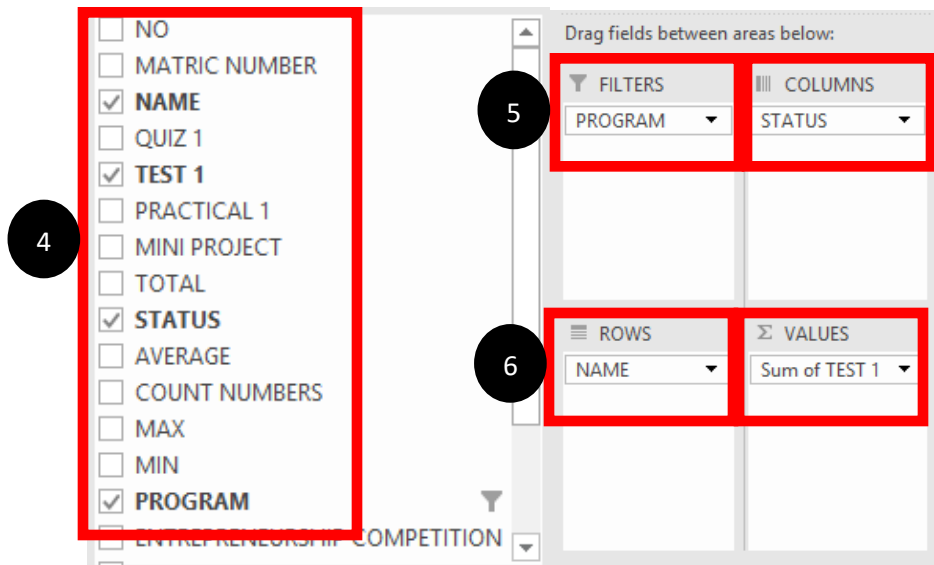 NO
MATRIC NUMBER
NAME
QUIZ 1
TEST 1
PRACTICAL 1
MINI PROJECT
TOTAL
STATUS
AVERAGE
COUNT NUMBERS
MAX
MIN
PROGRAM
ENTREPRENEURSHIP COMPETITION
4
Drag fields between areas below:
5
FILTERS
PROGRAM
COLUMNS
STATUS
6
ROWS
NAME
Σ VALUES
Sum of TEST 1